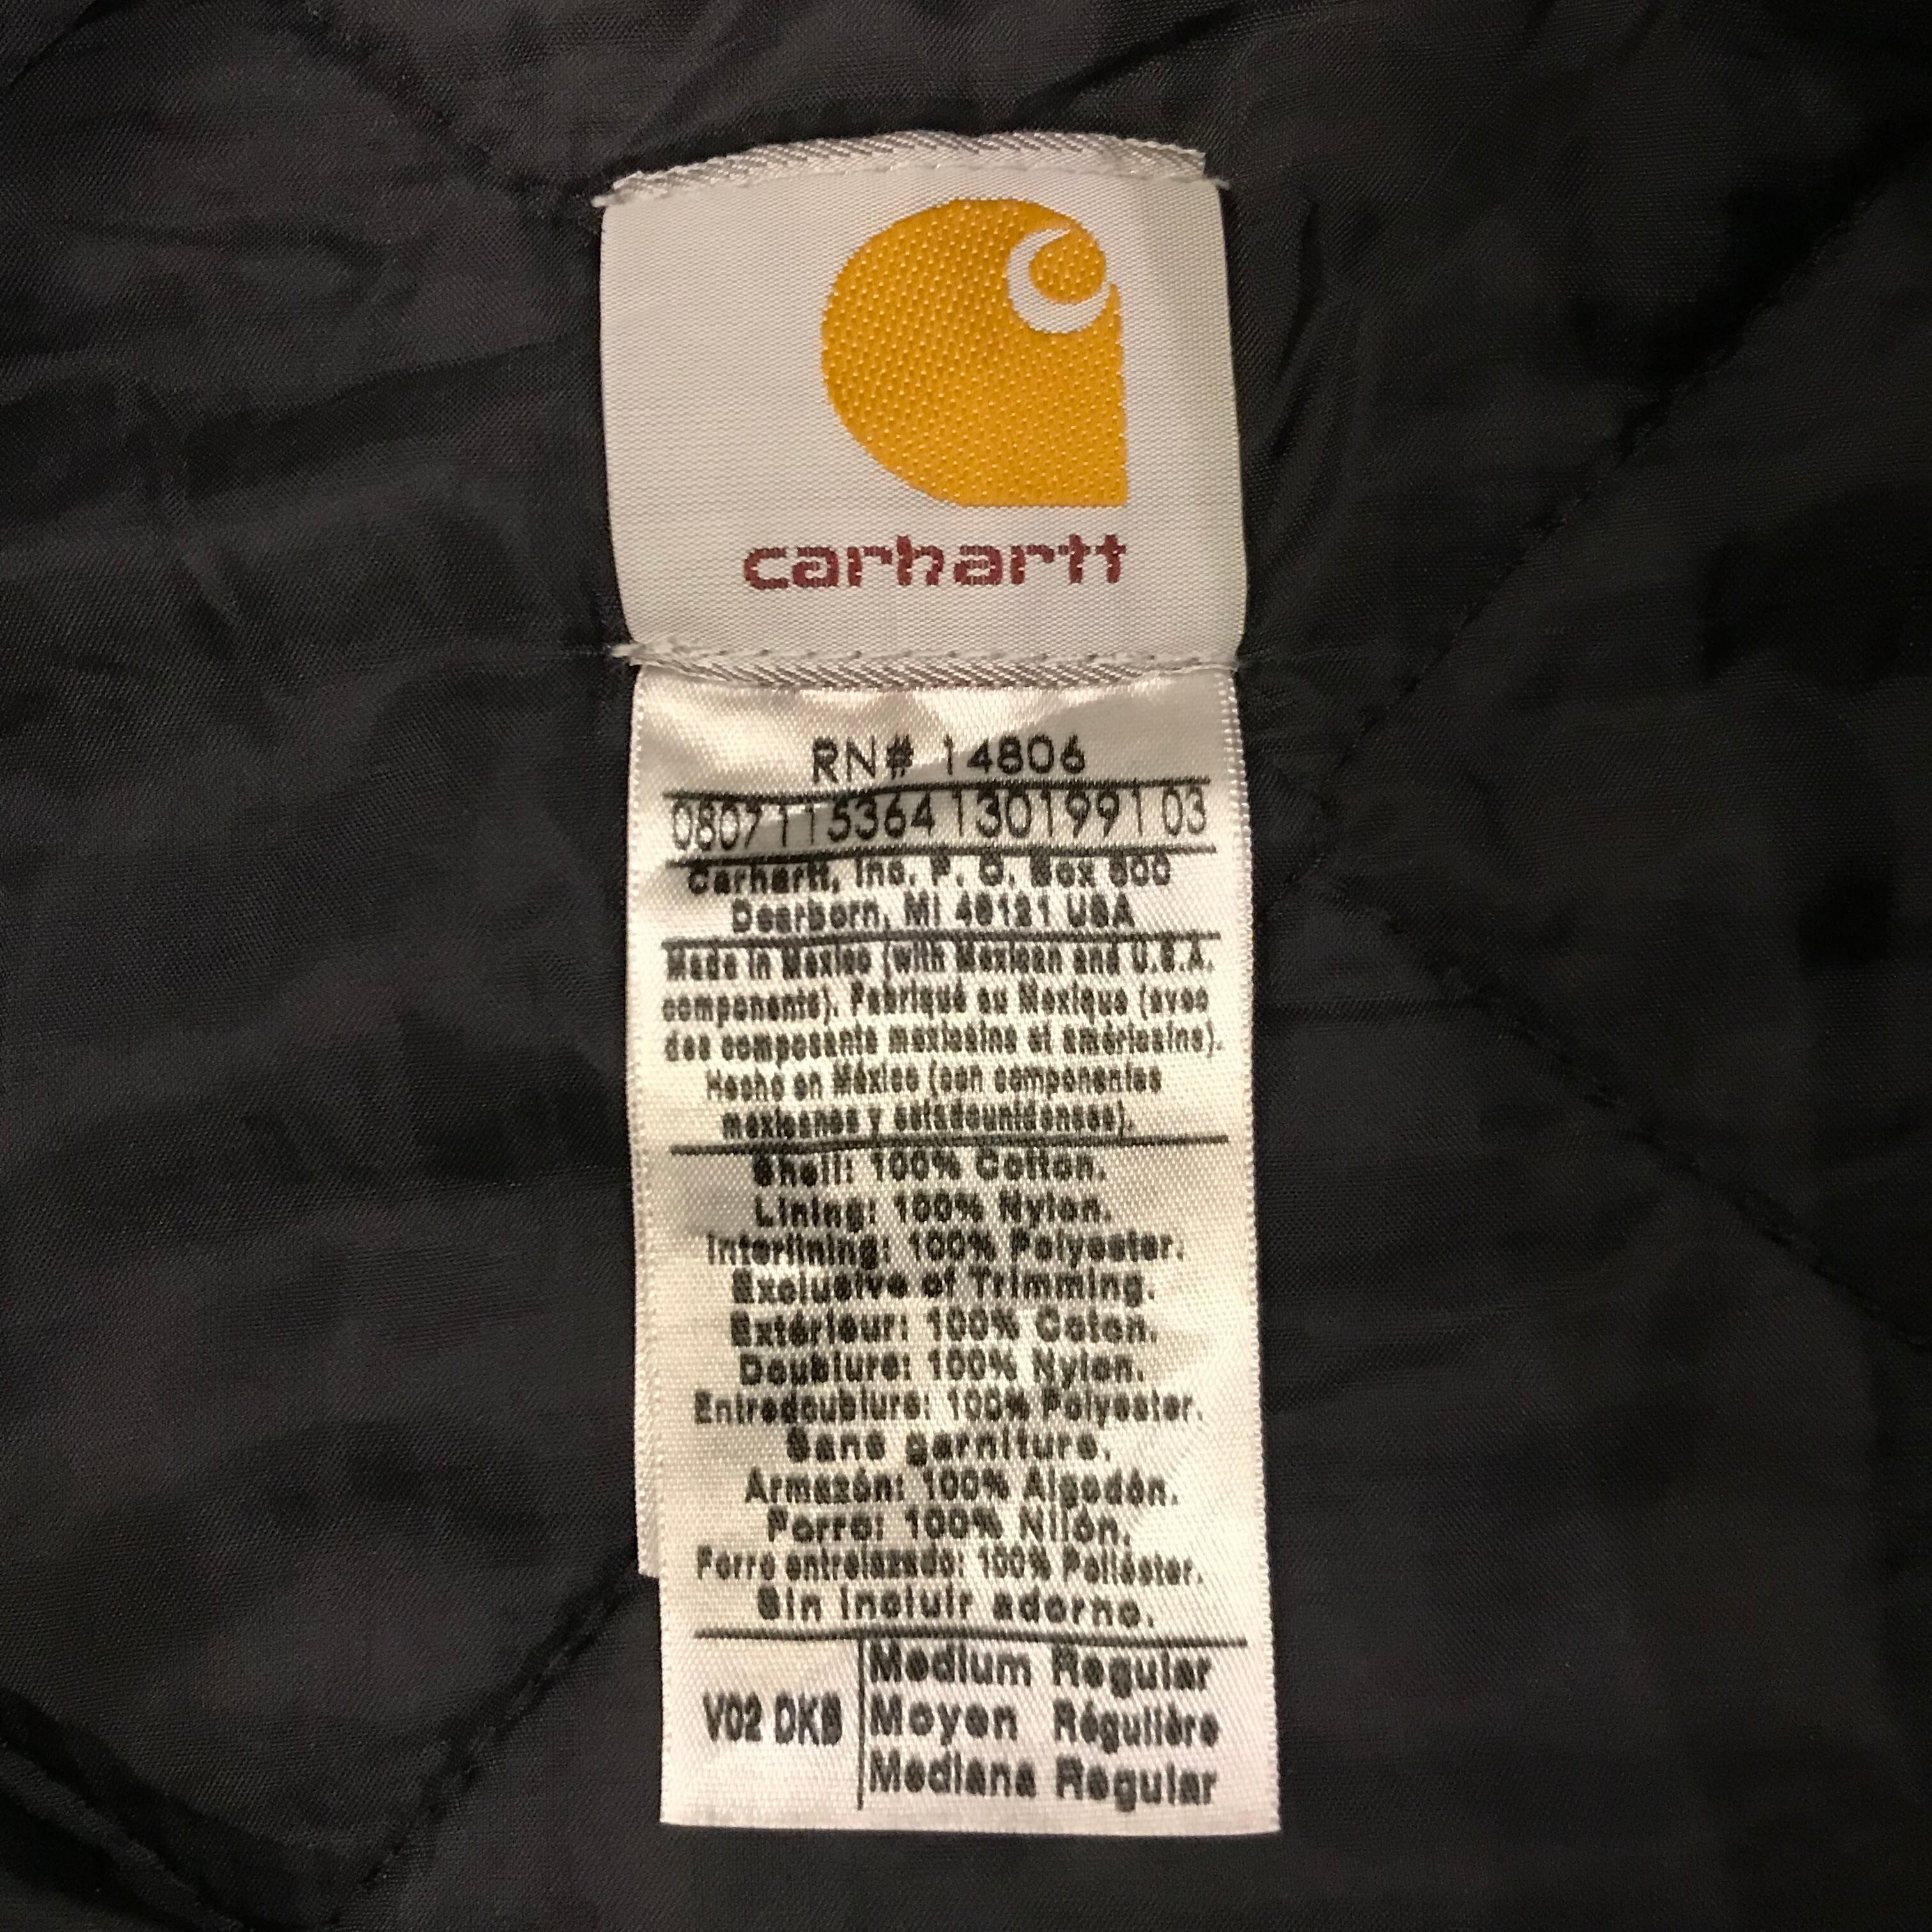 carhartt
RN# 14806
0807115364130199103
Carhartt, Inc. P. O. Box 600
Dearborn, MI 48121 USA
Made in Mexico (with Mexican and U.S.A.
components). Fabriqué au Mexique (avec
des composants mexicains et américains).
Hecho en México (con componentes
mexicanos y estadounidenses).
Shell: 100% Cotton.
Lining: 100% Nylon.
Interlining: 100% Polyester.
Exclusive of Trimming.
Extérieur: 100% Coton.
Doublure: 100% Nylon.
Entredoublure: 100% Polyester.
Sans garniture.
Armazón: 100% Algodón.
Forro: 100% Nilón.
Forro entrelazado: 100% Poliéster.
Sin incluir adorno.
Medium Regular
V02 DKB Moyen Régulière
Mediana Regular